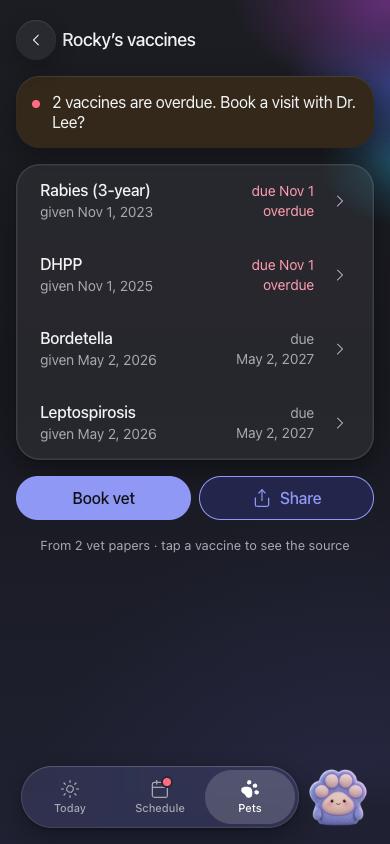 Rocky’s vaccines
2 vaccines are overdue. Book a visit with Dr.
Lee?
Rabies (3-year)
given Nov 1, 2023
due Nov 1
overdue
DHPP
given Nov 1, 2025
due Nov 1
overdue
Bordetella
given May 2, 2026
due
May 2, 2027
Leptospirosis
given May 2, 2026
due
May 2, 2027
Book vet
Share
From 2 vet papers · tap a vaccine to see the source
Today
Schedule
Pets